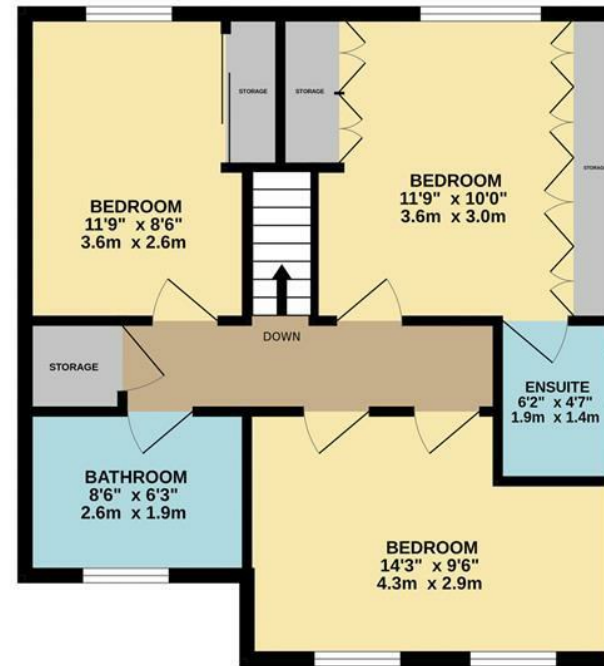 STORAGE
STORAGE
STORAGE
BEDROOM
11'9" x 8'6"
3.6m x 2.6m
BEDROOM
11'9" x 10'0"
3.6m x 3.0m
DOWN
STORAGE
ENSUITE
6'2" x 4'7"
1.9m x 1.4m
BATHROOM
8'6" x 6'3"
2.6m x 1.9m
BEDROOM
14'3" x 9'6"
4.3m x 2.9m